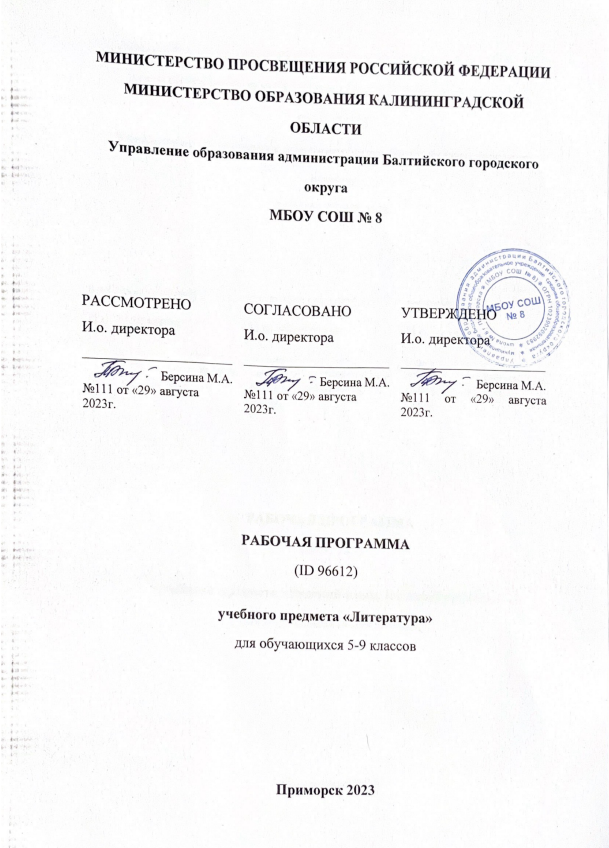 МИНИСТЕРСТВО ПРОСВЕЩЕНИЯ РОССИЙСКОЙ ФЕДЕРАЦИИ
МИНИСТЕРСТВО ОБРАЗОВАНИЯ КАЛИНИНГРАДСКОЙ
ОБЛАСТИ
Управление образования администрации Балтийского городского
округа
МБОУ СОШ № 8
РАССМОТРЕНО
И.о. директора
Берсина М.А.
№111 от «29» августа
2023г.
СОГЛАСОВАНО
И.о. директора
Берсина М.А.
№111 от «29» августа
2023г.
УТВЕРЖДЕНО
И.о. директора
Берсина М.А.
№111 от «29» августа
2023г.
МБОУ СОШ
№ 8
РАБОЧАЯ ПРОГРАММА
(ID 96612)
учебного предмета «Литература»
для обучающихся 5-9 классов
Приморск 2023